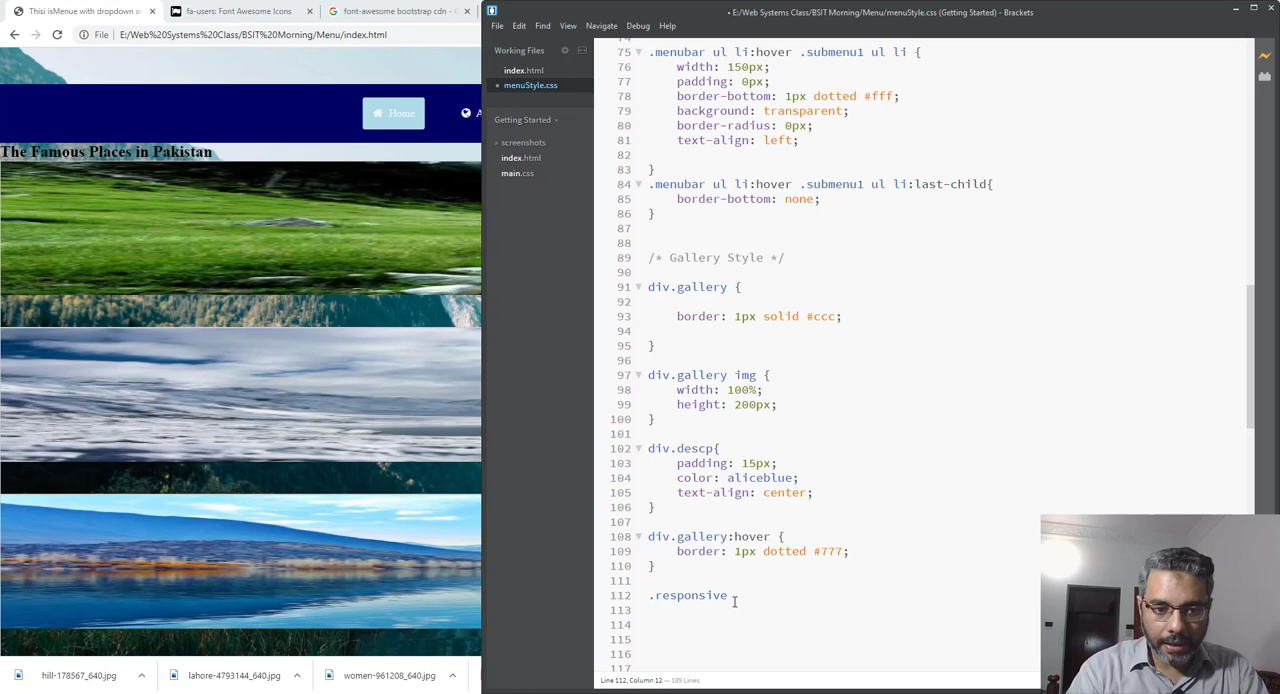 Thisi isMenue with dropdown a
fa-users: Font Awesome Icons
font-awesome bootstrap cdn - G
File
E:/Web%20Systems%20Class/BSIT%20Morning/Menu/index.html
Home
A
The Famous Places in Pakistan
hill-178567_640.jpg
lahore-4793144_640.jpg
women-961208_640.jpg
• E:/Web Systems Class/BSIT Morning/Menu/menuStyle.css (Getting Started) - Brackets
File Edit Find View Navigate Debug Help
Working Files
index.html
• menuStyle.css
Getting Started
screenshots
index.html
main.css
74
75 .menubar ul li:hover .submenu1 ul li {
76 width: 150px;
77 padding: 0px;
78 border-bottom: 1px dotted #fff;
79 background: transparent;
80 border-radius: 0px;
81 text-align: left;
82
83 }
84 .menubar ul li:hover .submenu1 ul li:last-child{
85 border-bottom: none;
86 }
87
88
89 /* Gallery Style */
90
91 div.gallery {
92
93 border: 1px solid #ccc;
94
95 }
96
97 div.gallery img {
98 width: 100%;
99 height: 200px;
100 }
101
102 div.descp{
103 padding: 15px;
104 color: aliceblue;
105 text-align: center;
106 }
107
108 div.gallery:hover {
109 border: 1px dotted #777;
110 }
111
112 .responsive
113
114
115
116
117
Line 112, Column 12 — 189 Lines